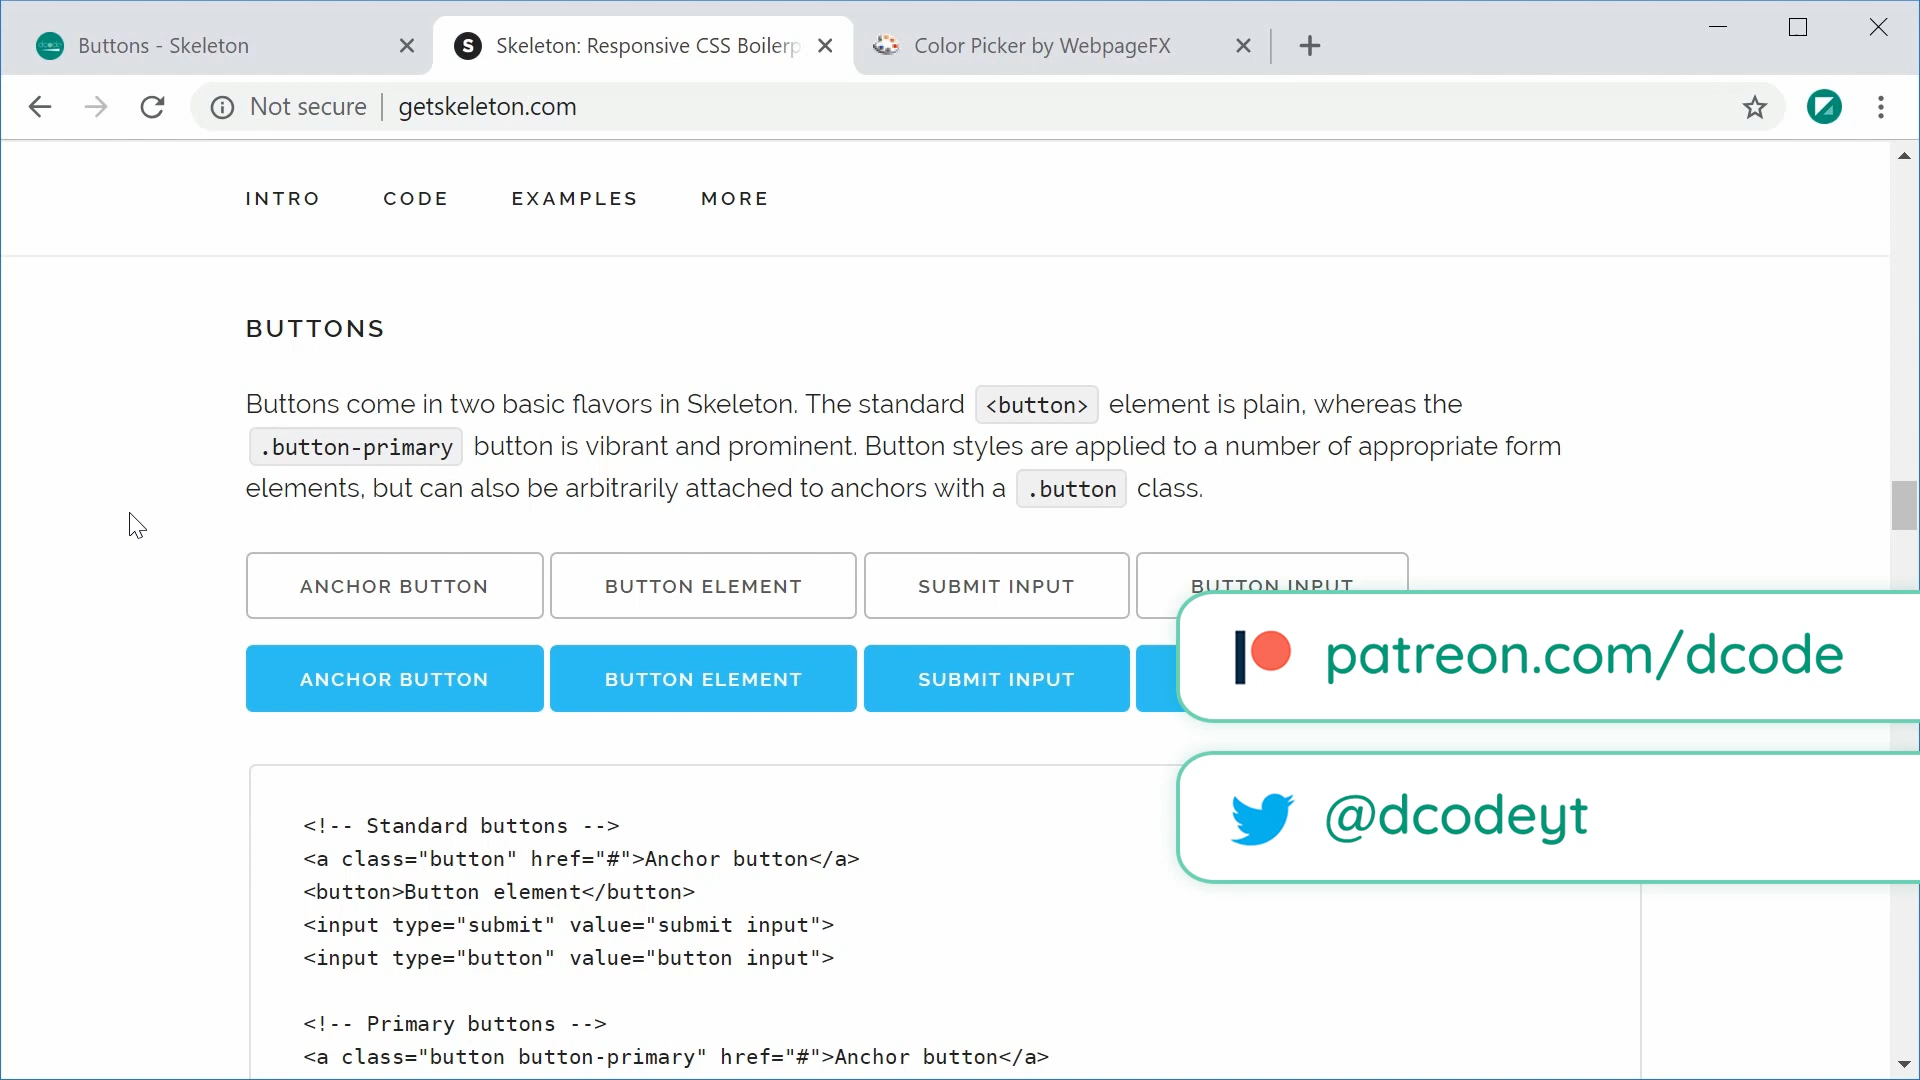 Buttons - Skeleton
S Skeleton: Responsive CSS Boilerp
Color Picker by WebpageFX
Not secure | getskeleton.com
INTRO CODE EXAMPLES MORE
BUTTONS
Buttons come in two basic flavors in Skeleton. The standard <button> element is plain, whereas the
.button-primary button is vibrant and prominent. Button styles are applied to a number of appropriate form
elements, but can also be arbitrarily attached to anchors with a .button class.
ANCHOR BUTTON BUTTON ELEMENT SUBMIT INPUT BUTTON INPUT
ANCHOR BUTTON BUTTON ELEMENT SUBMIT INPUT
patreon.com/dcode
@dcodeyt
<!-- Standard buttons -->
<a class="button" href="#">Anchor button</a>
<button>Button element</button>
<input type="submit" value="submit input">
<input type="button" value="button input">
<!-- Primary buttons -->
<a class="button button-primary" href="#">Anchor button</a>